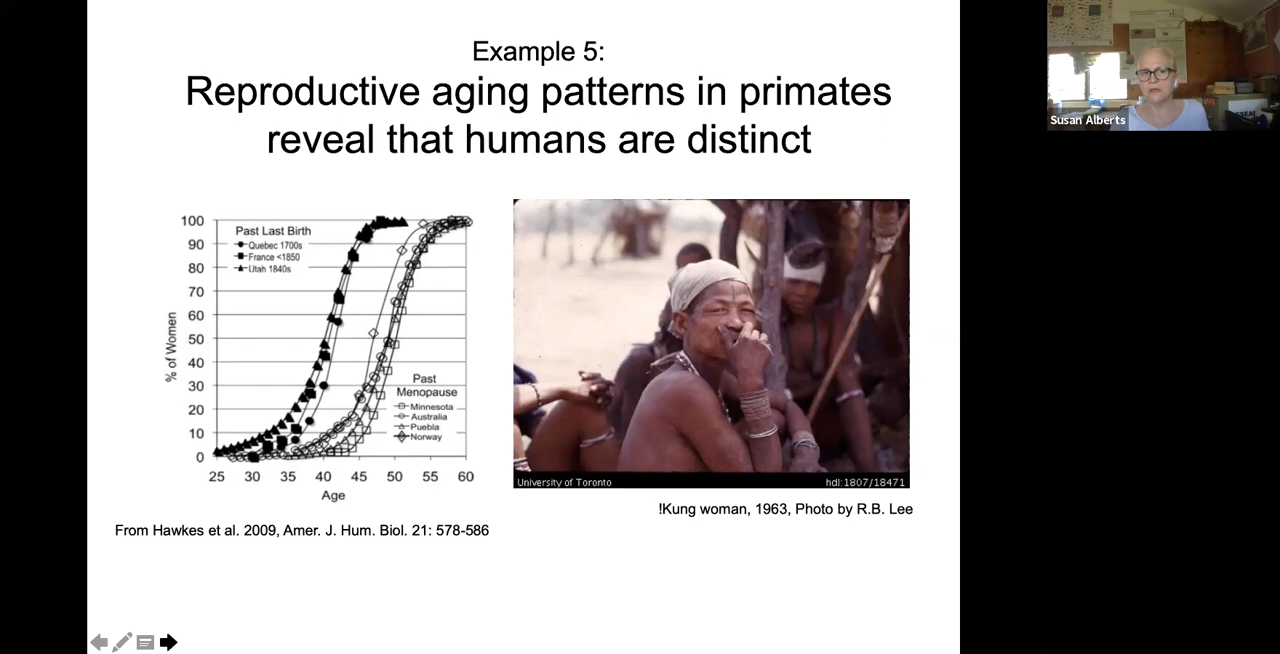 Example 5:
Reproductive aging patterns in primates
reveal that humans are distinct
Susan Alberts
100
90
80
70
60
50
40
30
20
10
0
% of Women
Past Last Birth
Quebec 1700s
France <1850
Utah 1840s
Past
Menopause
Minnesota
Australia
Puebla
Norway
25 30 35 40 45 50 55 60
Age
University of Toronto hdl:1807/18471
!Kung woman, 1963, Photo by R.B. Lee
From Hawkes et al. 2009, Amer. J. Hum. Biol. 21: 578-586